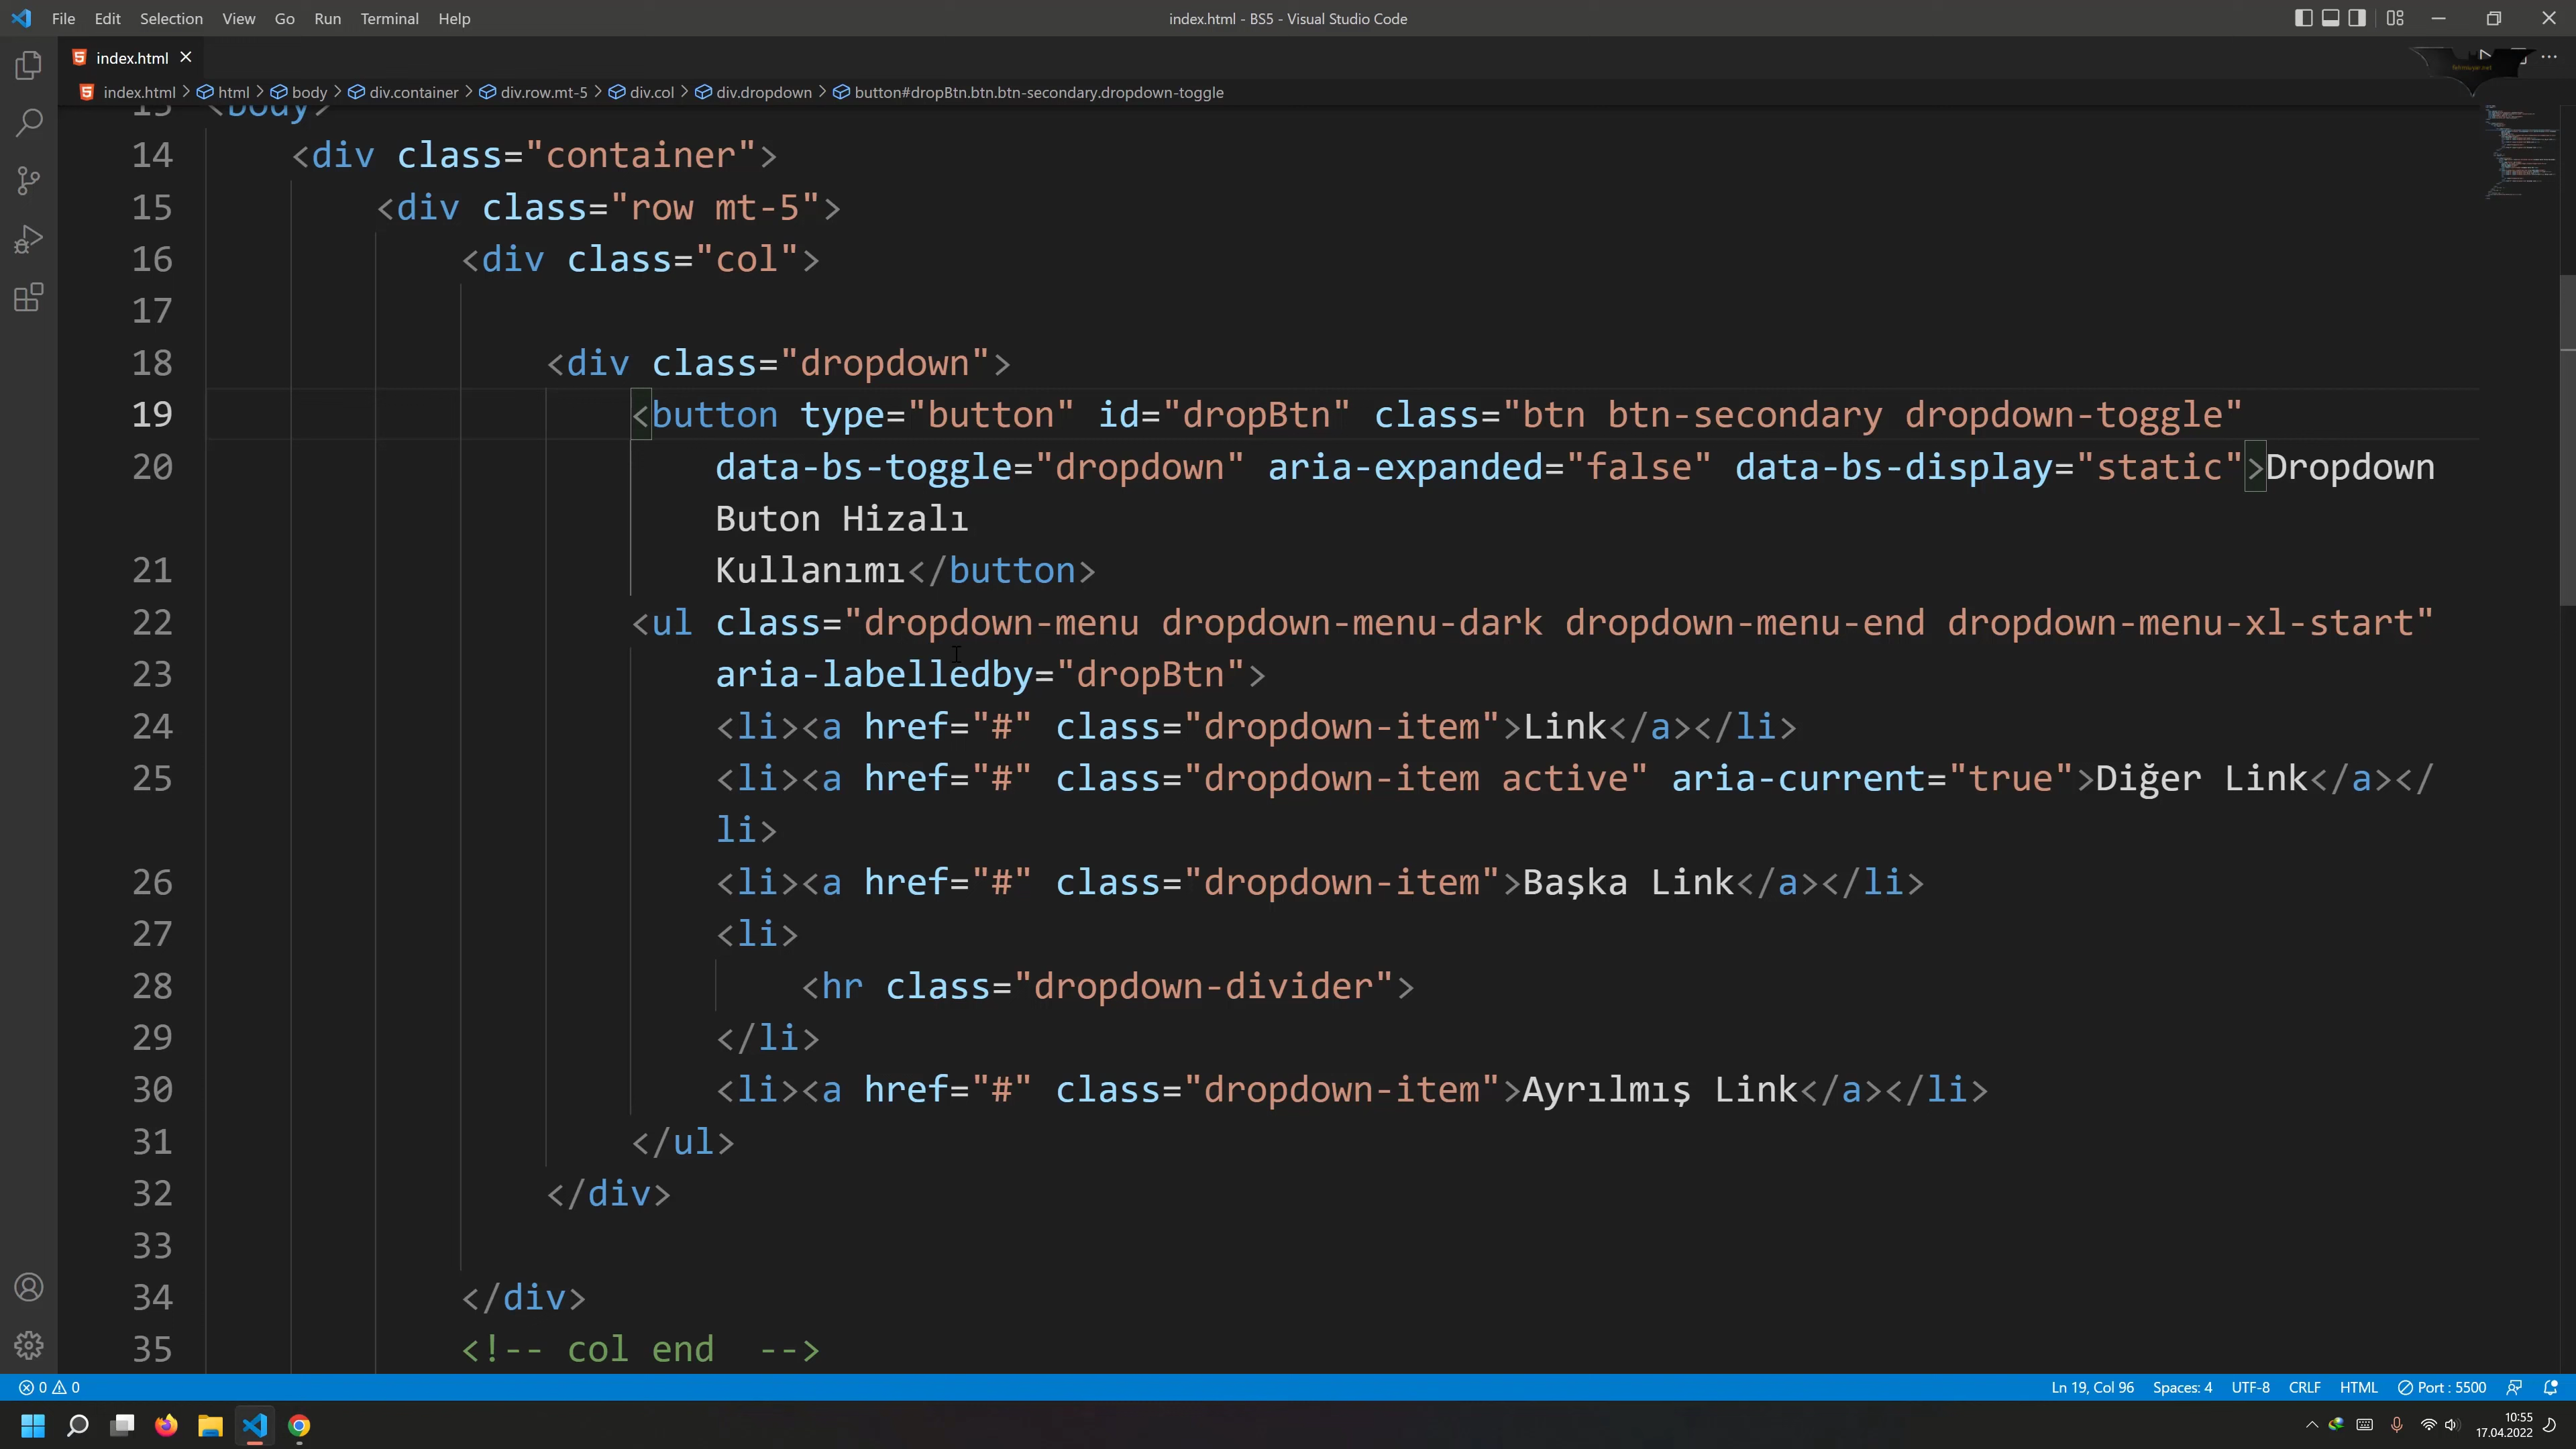 File Edit Selection View Go Run Terminal Help
index.html - BS5 - Visual Studio Code
index.html
index.html > html > body > div.container > div.row.mt-5 > div.col > div.dropdown > button#dropBtn.btn.btn-secondary.dropdown-toggle
13 <body>
14 <div class="container">
15 <div class="row mt-5">
16 <div class="col">
17
18 <div class="dropdown">
19 <button type="button" id="dropBtn" class="btn btn-secondary dropdown-toggle"
20 data-bs-toggle="dropdown" aria-expanded="false" data-bs-display="static">Dropdown
Buton Hizalı
21 Kullanımı</button>
22 <ul class="dropdown-menu dropdown-menu-dark dropdown-menu-end dropdown-menu-xl-start"
23 aria-labelledby="dropBtn">
24 <li><a href="#" class="dropdown-item">Link</a></li>
25 <li><a href="#" class="dropdown-item active" aria-current="true">Diğer Link</a></
li>
26 <li><a href="#" class="dropdown-item">Başka Link</a></li>
27 <li>
28 <hr class="dropdown-divider">
29 </li>
30 <li><a href="#" class="dropdown-item">Ayrılmış Link</a></li>
31 </ul>
32 </div>
33
34 </div>
35 <!-- col end  -->
0 0
Ln 19, Col 96 Spaces: 4 UTF-8 CRLF HTML Port : 5500
10:55
17.04.2022